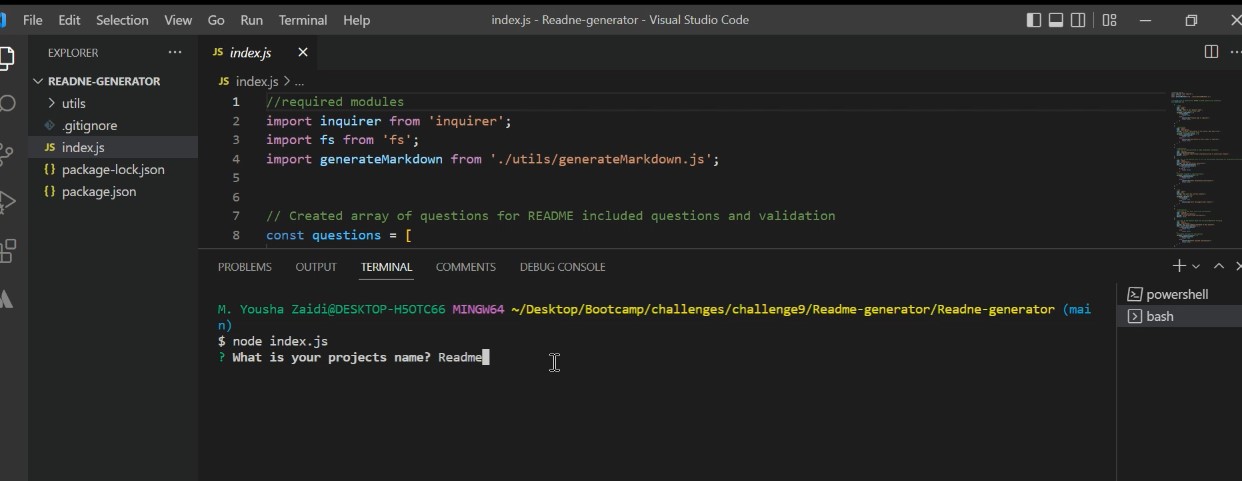 File Edit Selection View Go Run Terminal Help index.js - Readne-generator - Visual Studio Code
EXPLORER ...
READNE-GENERATOR
utils
.gitignore
JS index.js
{} package-lock.json
{} package.json
JS index.js
JS index.js > ...
1 //required modules
2 import inquirer from 'inquirer';
3 import fs from 'fs';
4 import generateMarkdown from './utils/generateMarkdown.js';
5
6
7 // Created array of questions for README included questions and validation
8 const questions = [
PROBLEMS OUTPUT TERMINAL COMMENTS DEBUG CONSOLE
M. Yousha Zaidi@DESKTOP-H5OTC66 MINGW64 ~/Desktop/Bootcamp/challenges/challenge9/Readme-generator/Readne-generator (mai
n)
$ node index.js
? What is your projects name? Readme
powershell
bash